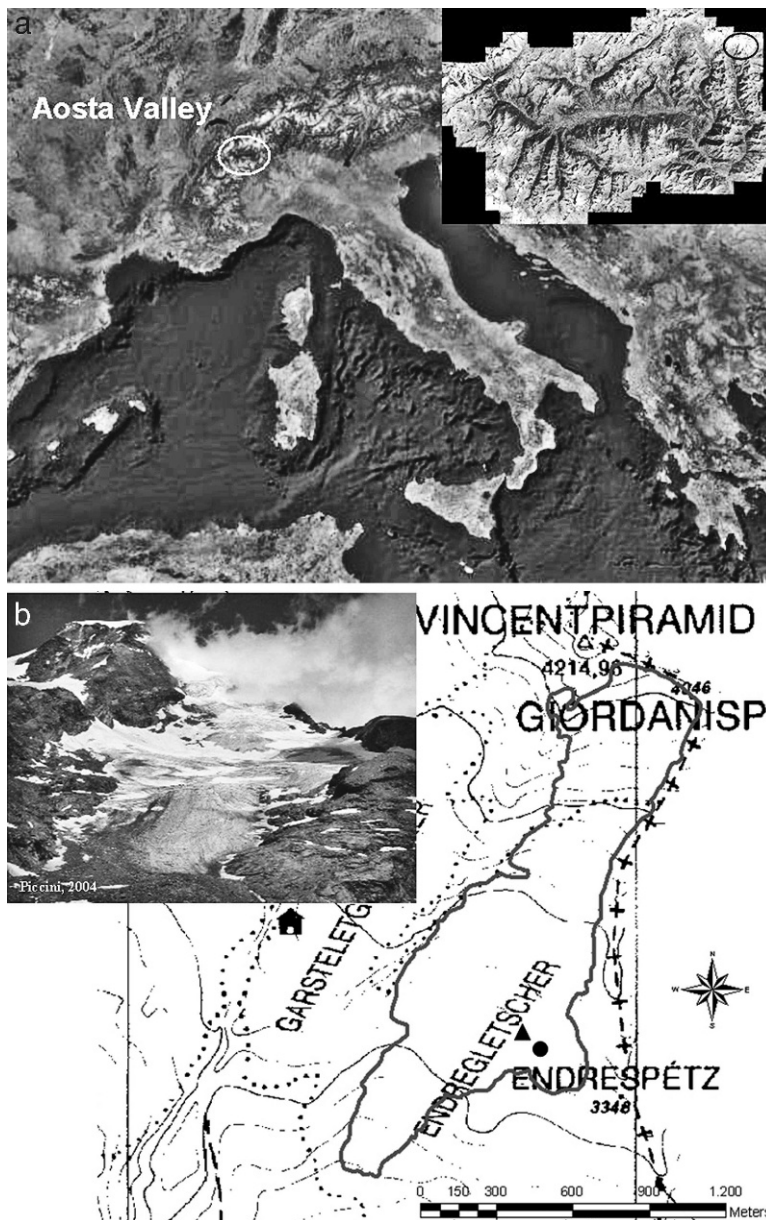 a
Aosta Valley
b
Piccini, 2004
VINCENTPIRAMID
4214,96
4046
GIORDANISP
GARSTELETG
ENDREGLETSCHER
ENDRESPÉTZ
3348
N
W E
S
0 150 300 600 900 1.200
Meters